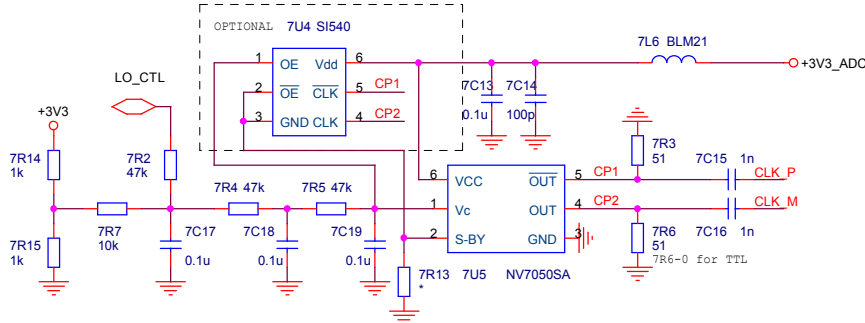 OPTIONAL 7U4 SI540
1 OE Vdd 6
2 OE CLK 5 CP1
3 GND CLK 4 CP2
7L6 BLM21
+3V3_ADC
7C13
0.1u
7C14
100p
LO_CTL
+3V3
7R14
1k
7R2
47k
7R4 47k
7R5 47k
7R15
1k
7R7
10k
7C17
0.1u
7C18
0.1u
7C19
0.1u
6 VCC OUT 5 CP1
1 Vc OUT 4 CP2
2 S-BY GND 3
7R13
*
7U5 NV7050SA
7R3
51
7C15 1n CLK_P
7C16 1n CLK_M
7R6
51
7R6-0 for TTL